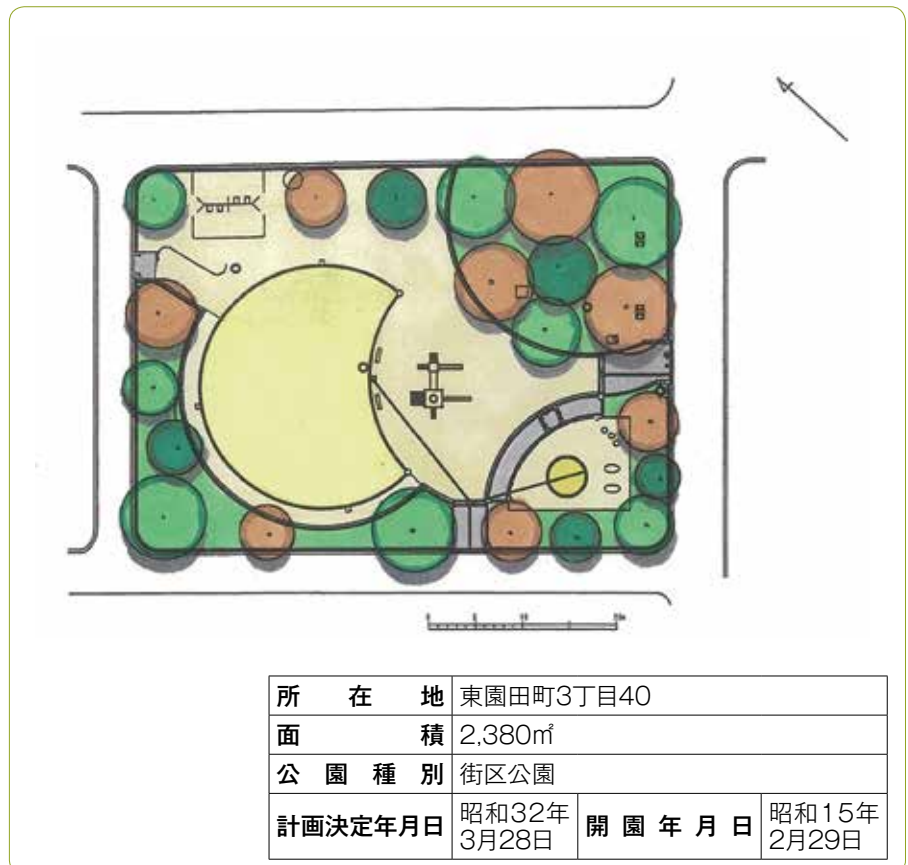 所在地 東園田町3丁目40
面積 2,380㎡
公園種別 街区公園
計画決定年月日 昭和32年3月28日 開園年月日 昭和15年2月29日